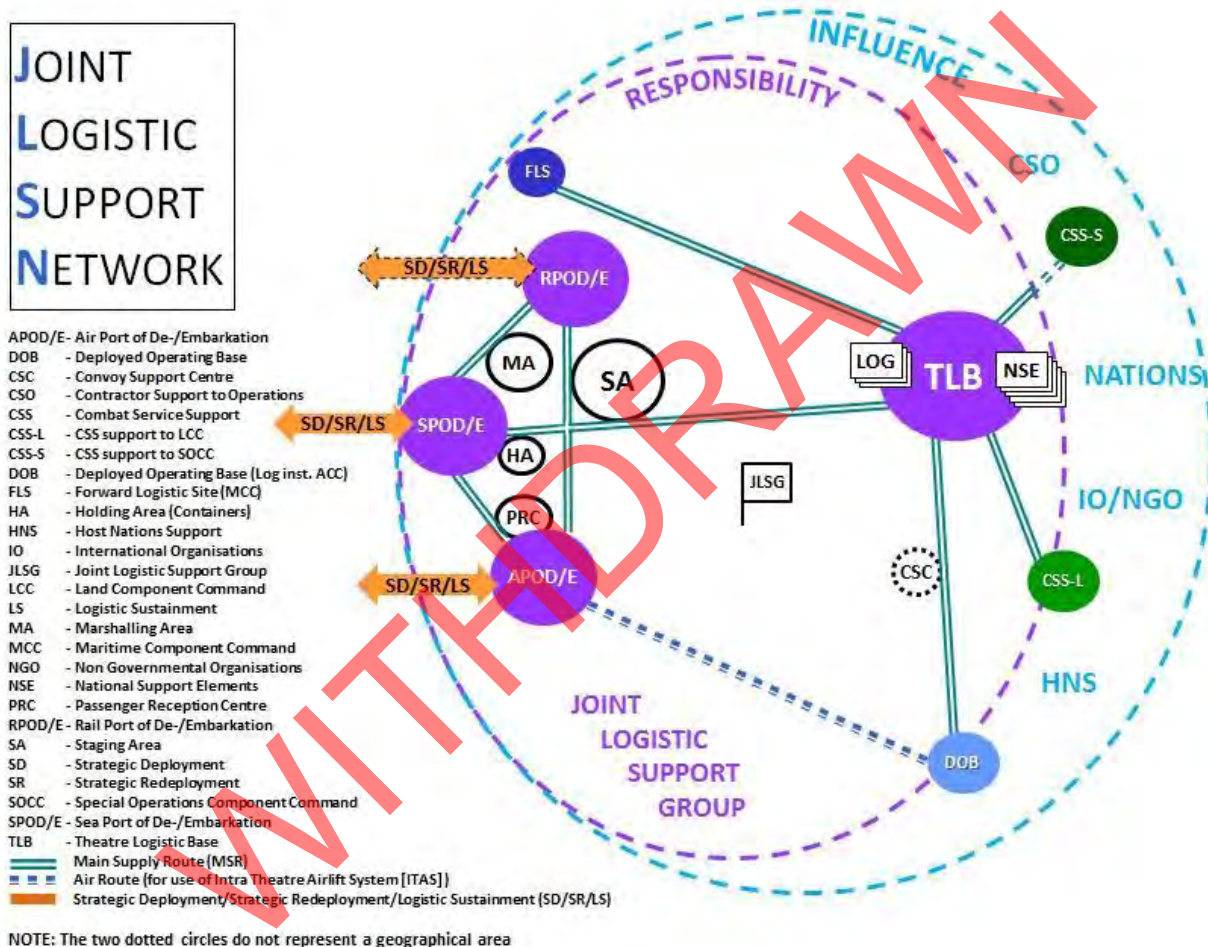 JOINT
LOGISTIC
SUPPORT
NETWORK
APOD/E - Air Port of De-/Embarkation
DOB - Deployed Operating Base
CSC - Convoy Support Centre
CSO - Contractor Support to Operations
CSS - Combat Service Support
CSS-L - CSS support to LCC
CSS-S - CSS support to SOCC
DOB - Deployed Operating Base (Log inst. ACC)
FLS - Forward Logistic Site (MCC)
HA - Holding Area (Containers)
HNS - Host Nations Support
IO - International Organisations
JLSG - Joint Logistic Support Group
LCC - Land Component Command
LS - Logistic Sustainment
MA - Marshalling Area
MCC - Maritime Component Command
NGO - Non Governmental Organisations
NSE - National Support Elements
PRC - Passenger Reception Centre
RPOD/E - Rail Port of De-/Embarkation
SA - Staging Area
SD - Strategic Deployment
SR - Strategic Redeployment
SOCC - Special Operations Component Command
SPOD/E - Sea Port of De-/Embarkation
TLB - Theatre Logistic Base
Main Supply Route (MSR)
Air Route (for use of Intra Theatre Airlift System [ITAS])
Strategic Deployment/Strategic Redeployment/Logistic Sustainment (SD/SR/LS)
NOTE: The two dotted circles do not represent a geographical area
INFLUENCE
RESPONSIBILITY
CSO
FLS
CSS-S
SD/SR/LS
RPOD/E
MA
SA
LOG
TLB
NSE
NATIONS
SD/SR/LS
SPOD/E
HA
JLSG
IO/NGO
PRC
SD/SR/LS
APOD/E
CSC
CSS-L
HNS
JOINT
LOGISTIC
SUPPORT
GROUP
DOB
WITHDRAWN